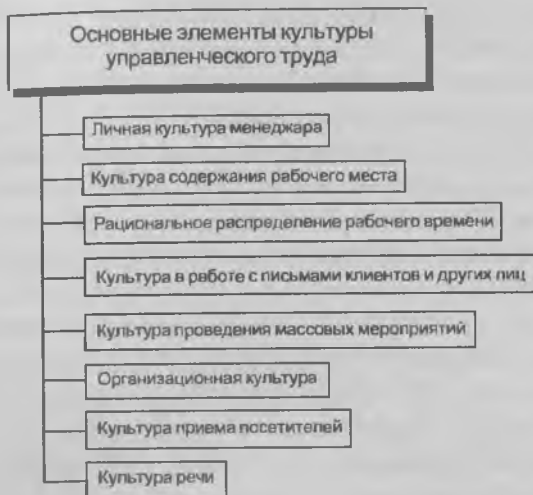 Основные элементы культуры
управленческого труда
Личная культура менеджара
Культура содержания рабочего места
Рациональное распределение рабочего времени
Культура в работе с письмами клиентов и других лиц
Культура проведения массовых мероприятий
Организационная культура
Культура приема посетителей
Культура речи